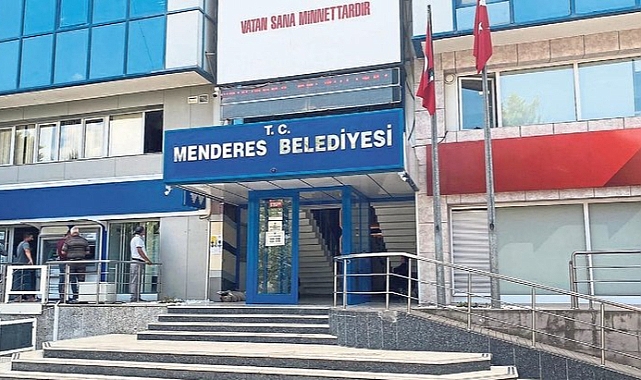 VATAN SANA MİNNETTARDIR
T. C.
MENDERES BELEDİYESİ